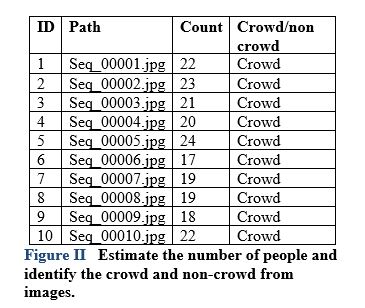 ID Path Count Crowd/non
crowd
1 Seq_00001.jpg 22 Crowd
2 Seq_00002.jpg 23 Crowd
3 Seq_00003.jpg 21 Crowd
4 Seq_00004.jpg 20 Crowd
5 Seq_00005.jpg 24 Crowd
6 Seq_00006.jpg 17 Crowd
7 Seq_00007.jpg 19 Crowd
8 Seq_00008.jpg 19 Crowd
9 Seq_00009.jpg 18 Crowd
10 Seq_00010.jpg 22 Crowd
Figure II Estimate the number of people and
identify the crowd and non-crowd from
images.